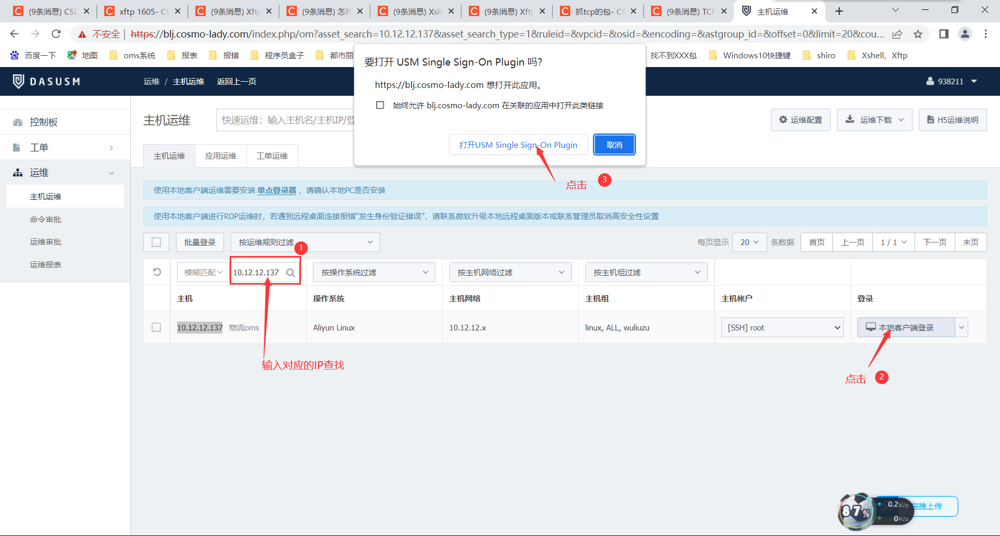 (9条消息) CSD
xftp 1605- CS
(9条消息) Xftp
(9条消息) 怎样
(9条消息) Xsh
(9条消息) Xftp
抓tcp的包- CS
(9条消息) TCP
主机运维
不安全 | https://blj.cosmo-lady.com/index.php/om?asset_search=10.12.12.137&asset_search_type=1&ruleid=&vpcid=&osid=&encoding=&astgroup_id=&offset=0&limit=20&cou...
百度一下
地图
oms系统
报表
报错
程序员盒子
都市丽
找不到XXX包
Windows10快捷键
shiro
Xshell、Xftp
要打开 USM Single Sign-On Plugin 吗?
https://blj.cosmo-lady.com 想打开此应用。
始终允许 blj.cosmo-lady.com 在关联的应用中打开此类链接
打开USM Single Sign-On Plugin
取消
点击 3
DASUSM
运维 / 主机运维 返回上一页
938211
控制板
工单
运维
主机运维
命令审批
运维审批
运维报表
主机运维
快速运维：输入主机名/主机IP/登
运维配置
运维下载
H5运维说明
主机运维
应用运维
工单运维
使用本地客户端运维需要安装 单点登录器 ，请确认本地PC是否安装
使用本地客户端进行RDP运维时，若遇到远程桌面连接报错“发生身份验证错误”，请联系微软升级本地远程桌面版本或联系管理员取消高安全性设置
批量登录
按运维规则过滤
1
每页显示 20 条数据
首页
上一页
1 / 1
下一页
末页
模糊匹配
10.12.12.137
按操作系统过滤
按主机网络过滤
按主机组过滤
主机 操作系统 主机网络 主机组 主机帐户 登录
10.12.12.137 物流oms Aliyun Linux 10.12.12.x linux, ALL, wuliuzu [SSH] root 本地客户端登录
输入对应的IP查找
点击 2
87%
0.2K/s
0K/s
拖拽上传